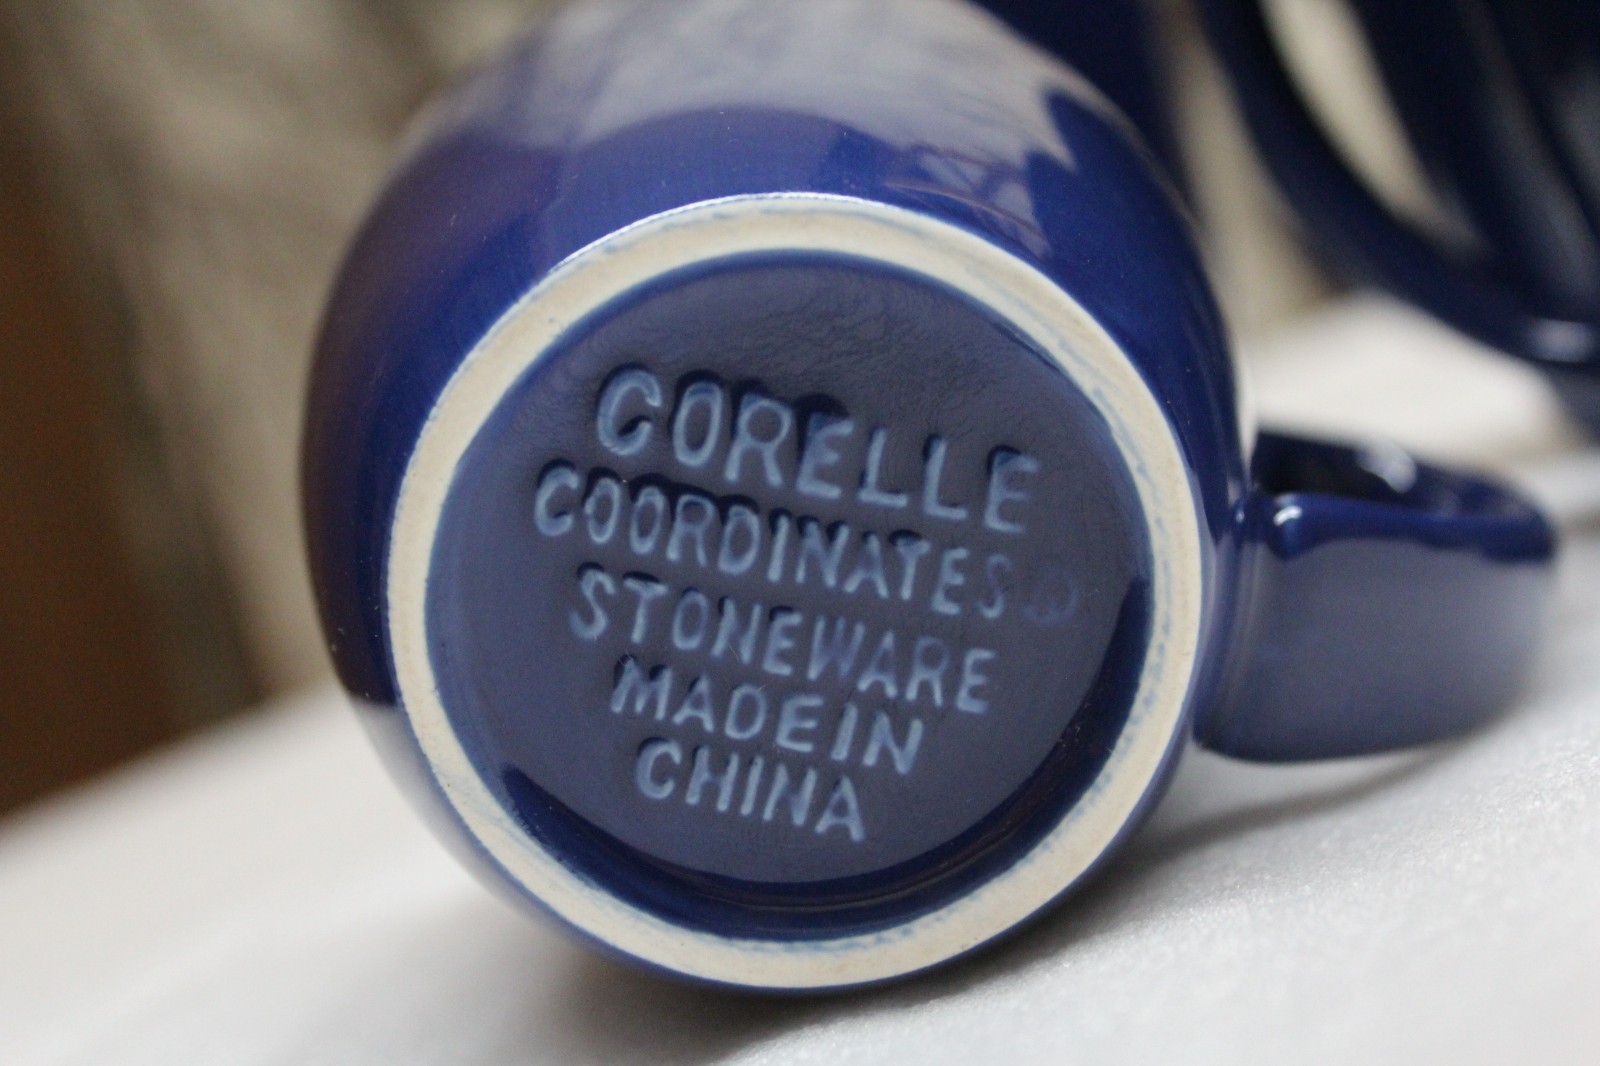 CORELLE
COORDINATES®
STONEWARE
MADE IN
CHINA